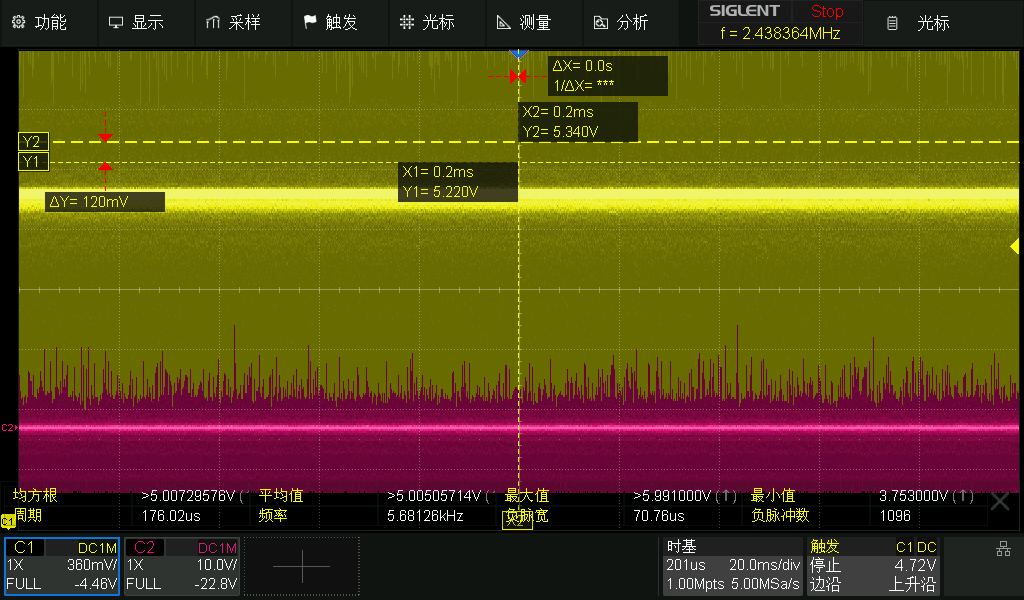 功能 显示 采样 触发 光标 测量 分析 SIGLENT Stop 光标
f = 2.438364MHz
ΔX= 0.0s
1/ΔX= ***
X2= 0.2ms
Y2= 5.340V
Y2
Y1
X1= 0.2ms
Y1= 5.220V
ΔY= 120mV
C2
均方根 >5.00729576V ( 平均值 >5.00505714V ( 最大值 >5.991000V (↑) 最小值 3.753000V (↑)
周期 176.02us 频率 5.68126kHz 负脉宽 70.76us 负脉冲数 1096
C1
X2
C1 DC1M C2 DC1M 时基 触发 C1 DC
1X 360mV/ 1X 10.0V/ 201us 20.0ms/div 停止 4.72V
FULL -4.46V FULL -22.8V 1.00Mpts 5.00MSa/s 边沿 上升沿